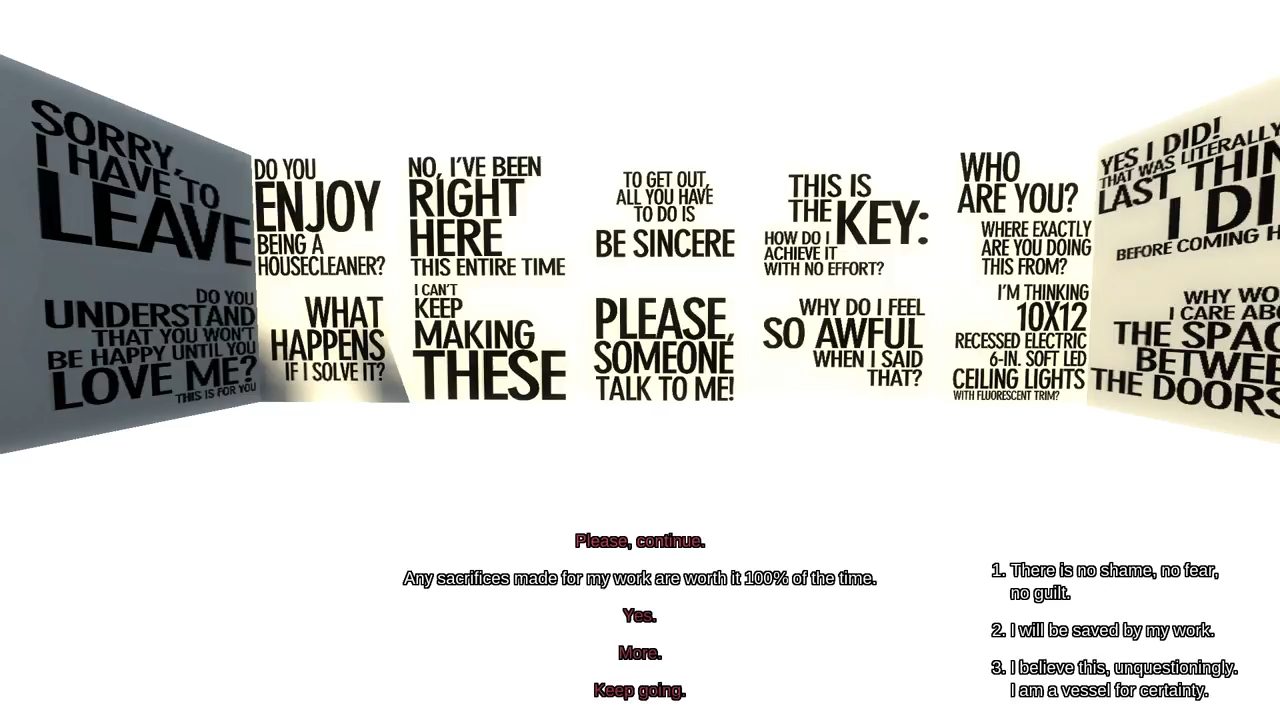 SORRY,
I HAVE TO
LEAVE
DO YOU
UNDERSTAND
THAT YOU WON'T
BE HAPPY UNTIL YOU
LOVE ME?
THIS IS FOR YOU
DO YOU
ENJOY
BEING A
HOUSECLEANER?
WHAT
HAPPENS
IF I SOLVE IT?
NO, I'VE BEEN
RIGHT
HERE
THIS ENTIRE TIME
I CAN'T
KEEP
MAKING
THESE
TO GET OUT,
ALL YOU HAVE
TO DO IS
BE SINCERE
PLEASE,
SOMEONE
TALK TO ME!
THIS IS
THE KEY:
HOW DO I
ACHIEVE IT
WITH NO EFFORT?
WHY DO I FEEL
SO AWFUL
WHEN I SAID
THAT?
WHO
ARE YOU?
WHERE EXACTLY
ARE YOU DOING
THIS FROM?
I'M THINKING
10X12
RECESSED ELECTRIC
6-IN. SOFT LED
CEILING LIGHTS
WITH FLUORESCENT TRIM?
YES I DID!
THAT WAS LITERALLY
LAST THIN
I DI
BEFORE COMING H
WHY WO
I CARE ABO
THE SPAC
BETWEE
THE DOORS
Please, continue.
Any sacrifices made for my work are worth it 100% of the time.
Yes.
More.
Keep going.
1. There is no shame, no fear,
no guilt.
2. I will be saved by my work.
3. I believe this, unquestioningly.
I am a vessel for certainty.